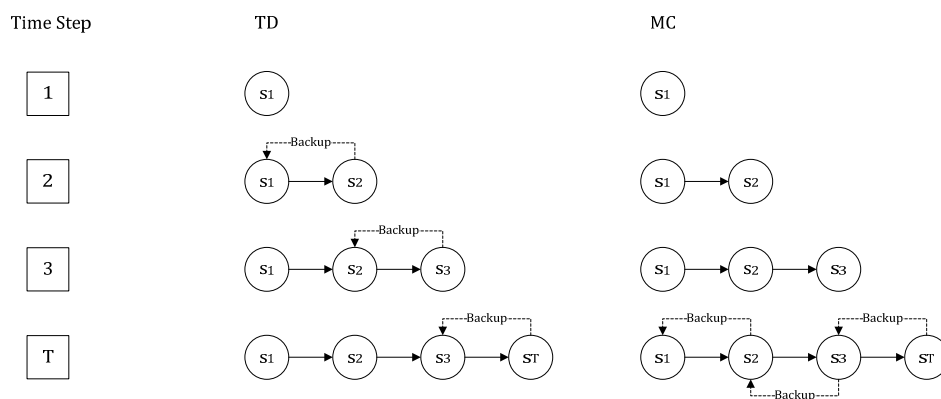 Time Step TD MC
1 s1 s1
Backup
2 s1 s2 s1 s2
Backup
3 s1 s2 s3 s1 s2 s3
Backup Backup Backup
T s1 s2 s3 sT s1 s2 s3 sT
Backup